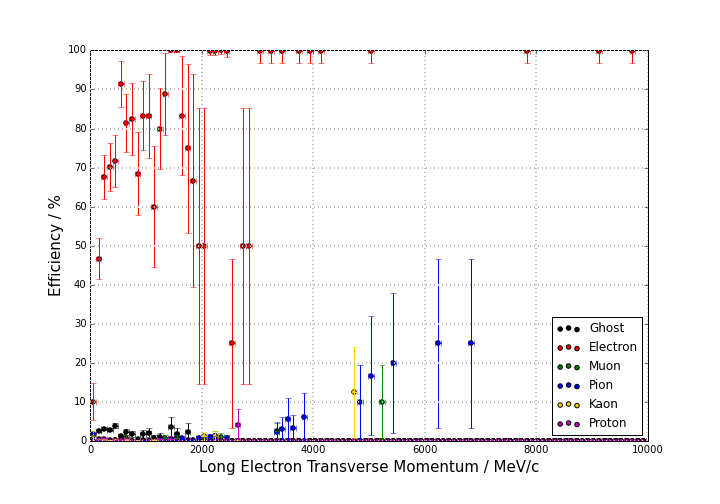 100
90
80
70
60
50
40
30
20
10
0
Efficiency / %
0 2000 4000 6000 8000 10000
Long Electron Transverse Momentum / MeV/c
Ghost
Electron
Muon
Pion
Kaon
Proton